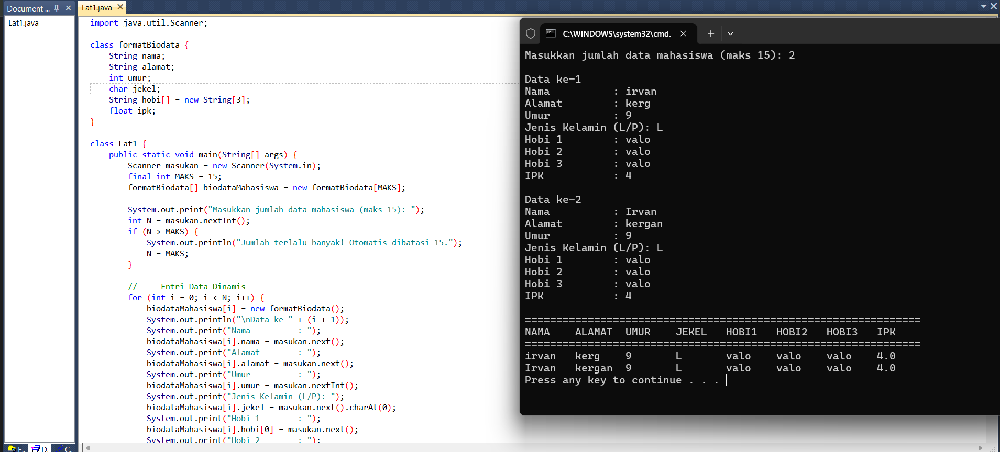 Document ...
Lat1.java
Lat1.java
import java.util.Scanner;
class formatBiodata {
String nama;
String alamat;
int umur;
char jekel;
String hobi[] = new String[3];
float ipk;
}
class Lat1 {
public static void main(String[] args) {
Scanner masukan = new Scanner(System.in);
final int MAKS = 15;
formatBiodata[] biodataMahasiswa = new formatBiodata[MAKS];
System.out.print("Masukkan jumlah data mahasiswa (maks 15): ");
int N = masukan.nextInt();
if (N > MAKS) {
System.out.println("Jumlah terlalu banyak! Otomatis dibatasi 15.");
N = MAKS;
}
// --- Entri Data Dinamis ---
for (int i = 0; i < N; i++) {
biodataMahasiswa[i] = new formatBiodata();
System.out.println("\nData ke-" + (i + 1));
System.out.print("Nama          : ");
biodataMahasiswa[i].nama = masukan.next();
System.out.print("Alamat        : ");
biodataMahasiswa[i].alamat = masukan.next();
System.out.print("Umur          : ");
biodataMahasiswa[i].umur = masukan.nextInt();
System.out.print("Jenis Kelamin (L/P): ");
biodataMahasiswa[i].jekel = masukan.next().charAt(0);
System.out.print("Hobi 1        : ");
biodataMahasiswa[i].hobi[0] = masukan.next();
System.out.print("Hobi 2        : ");
F.. D. C.
C:\WINDOWS\system32\cmd.
Masukkan jumlah data mahasiswa (maks 15): 2
Data ke-1
Nama          : irvan
Alamat        : kerg
Umur          : 9
Jenis Kelamin (L/P): L
Hobi 1        : valo
Hobi 2        : valo
Hobi 3        : valo
IPK           : 4
Data ke-2
Nama          : Irvan
Alamat        : kergan
Umur          : 9
Jenis Kelamin (L/P): L
Hobi 1        : valo
Hobi 2        : valo
Hobi 3        : valo
IPK           : 4
===============================================================
NAMA    ALAMAT  UMUR    JEKEL   HOBI1   HOBI2   HOBI3   IPK
===============================================================
irvan   kerg    9       L       valo    valo    valo    4.0
Irvan   kergan  9       L       valo    valo    valo    4.0
Press any key to continue . . .